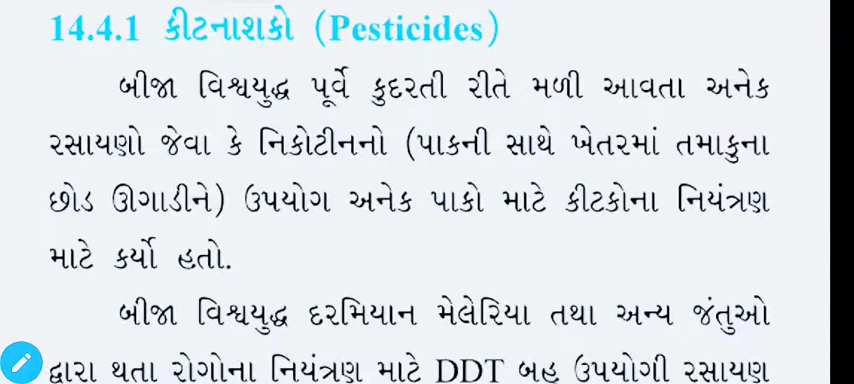 14.4.1 કીટનાશકો (Pesticides)
બીજા વિશ્વયુદ્ધ પૂર્વે કુદરતી રીતે મળી આવતા અનેક
રસાયણો જેવા કે નિકોટીનનો (પાકની સાથે ખેતરમાં તમાકુના
છોડ ઊગાડીને) ઉપયોગ અનેક પાકો માટે કીટકોના નિયંત્રણ
માટે કર્યો હતો.
બીજા વિશ્વયુદ્ધ દરમિયાન મેલેરિયા તથા અન્ય જંતુઓ
દ્વારા થતા રોગોના નિયંત્રણ માટે DDT બહુ ઉપયોગી રસાયણ